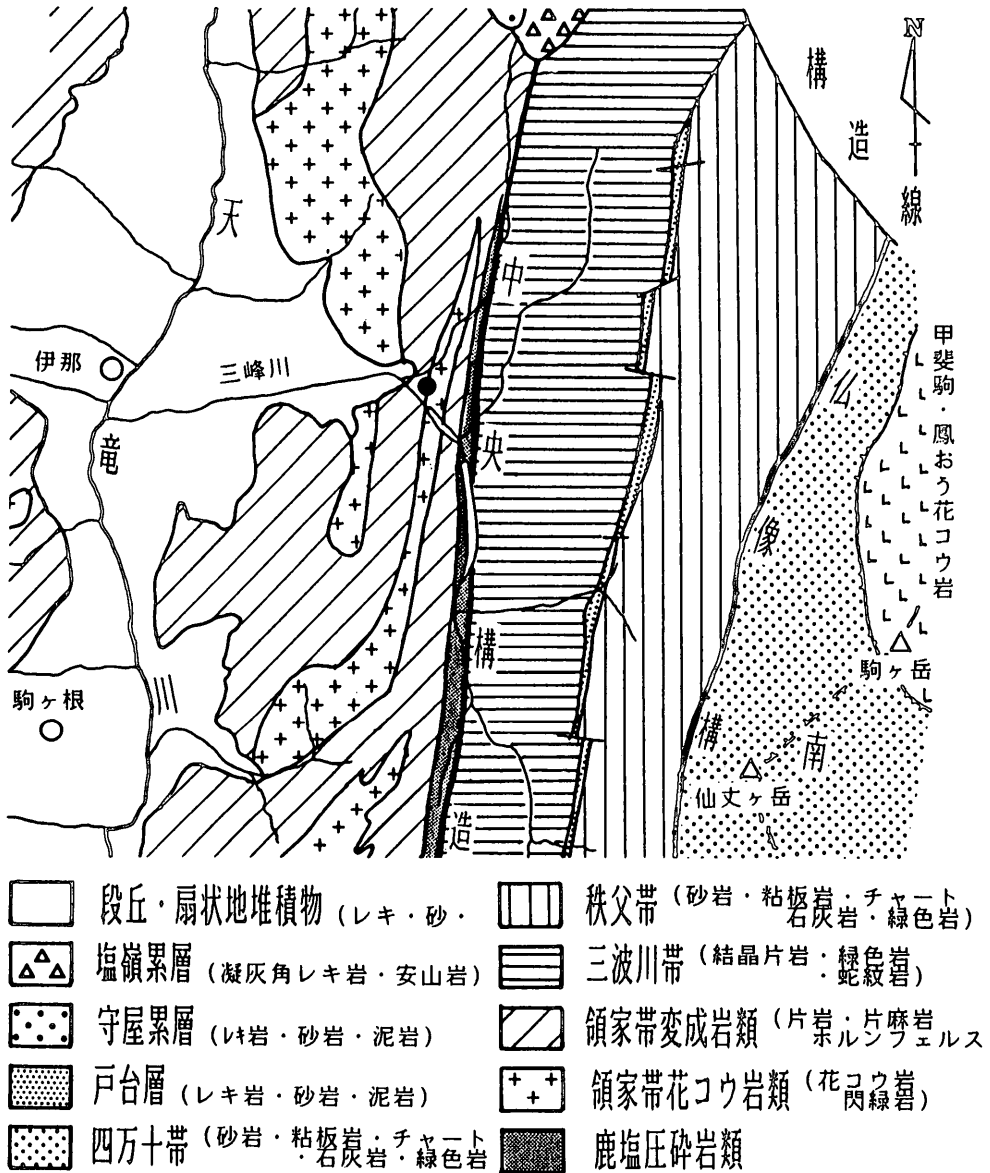 N
構
造
線
天
竜
川
中
央
構
造
仏
像
構
南
伊那
三峰川
駒ヶ根
甲斐駒・鳳おう花コウ岩
駒ヶ岳
仙丈ヶ岳
段丘・扇状地堆積物 (レキ・砂・
塩嶺累層 (凝灰角レキ岩・安山岩)
守屋累層 (レキ岩・砂岩・泥岩)
戸台層 (レキ岩・砂岩・泥岩)
四万十帯 (砂岩・粘板岩・チャート
・石灰岩・緑色岩
秩父帯 (砂岩・粘板岩・チャート
石灰岩・緑色岩)
三波川帯 (結晶片岩・緑色岩
・蛇紋岩)
領家帯変成岩類 (片岩・片麻岩
ホルンフェルス
領家帯花コウ岩類 (花コウ岩
閃緑岩)
鹿塩圧砕岩類